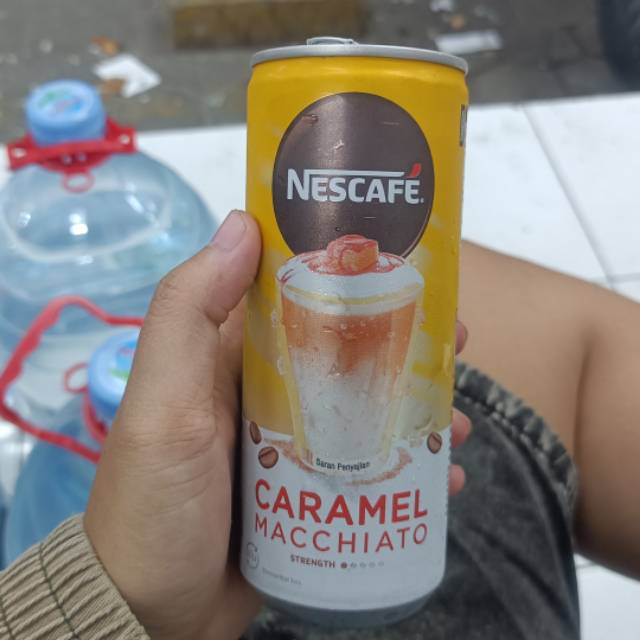 NESCAFÉ.
Saran Penyajian
CARAMEL
MACCHIATO
STRENGTH